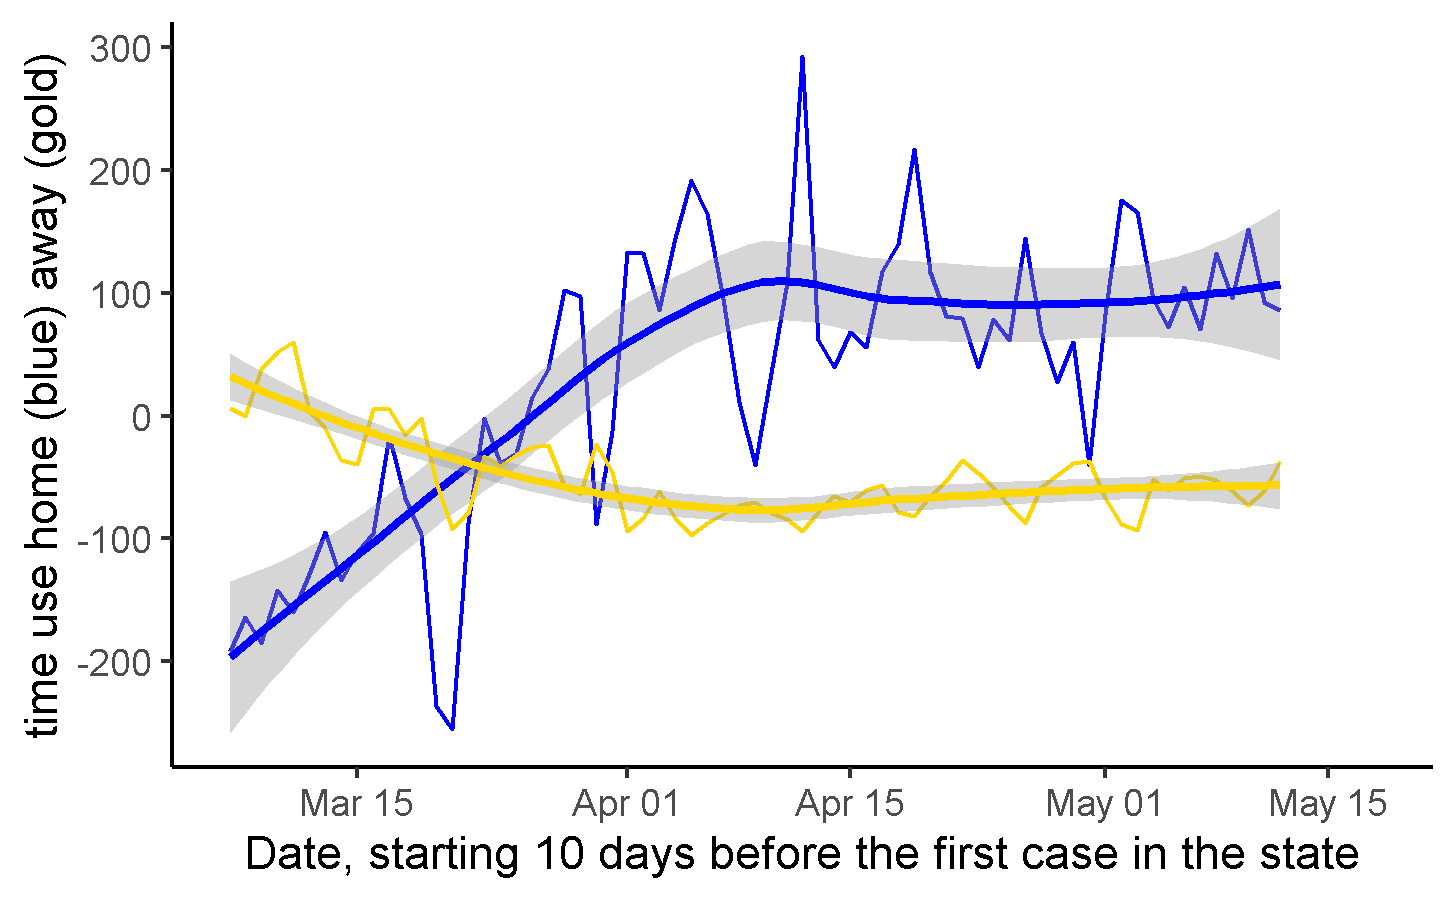 time use home (blue) away (gold)
300
200
100
0
-100
-200
Mar 15
Apr 01
Apr 15
May 01
May 15
Date, starting 10 days before the first case in the state